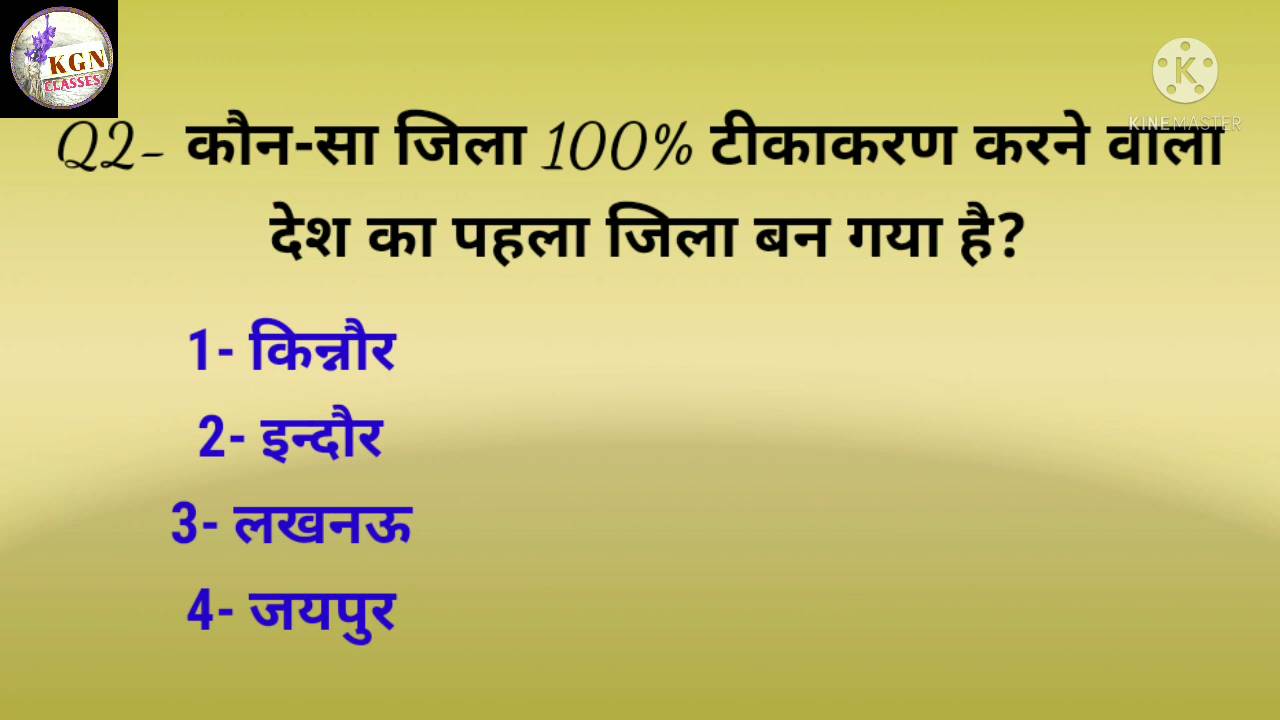 KGN
CLASSES
KINEMASTER
Q2- कौन-सा जिला 100% टीकाकरण करने वाला
देश का पहला जिला बन गया है?
1- किन्नौर
2- इन्दौर
3- लखनऊ
4- जयपुर